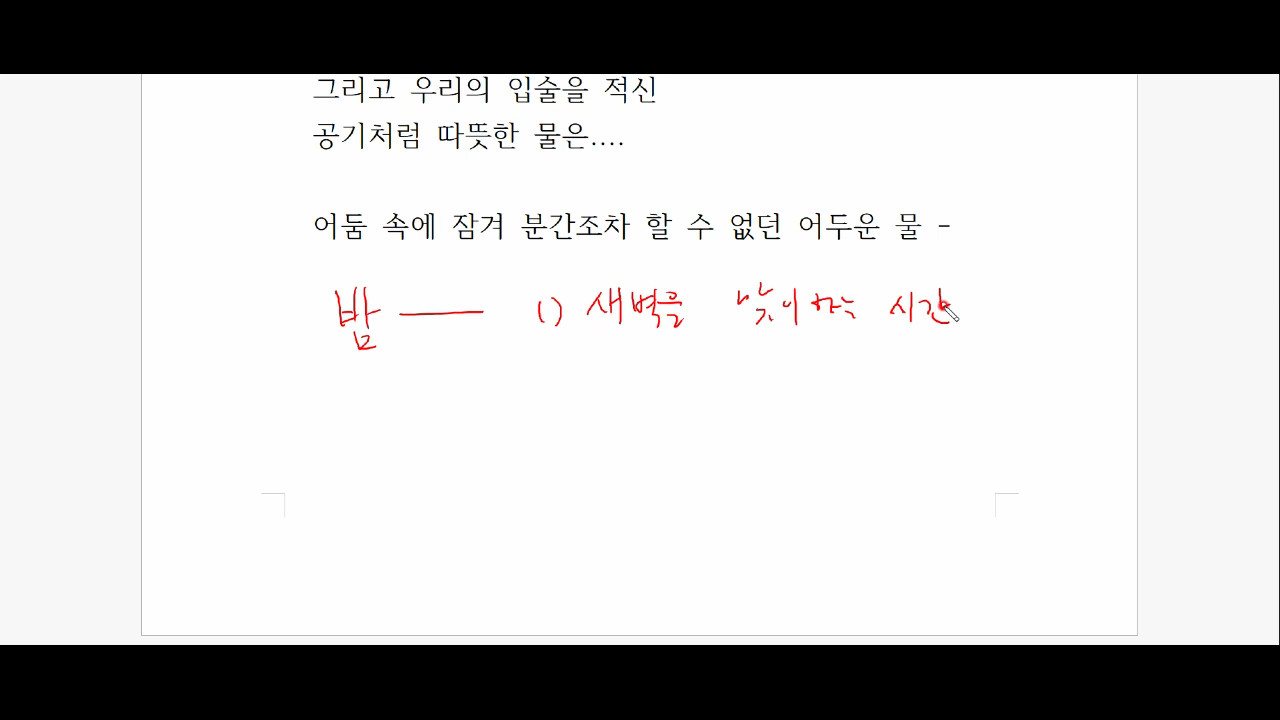 그리고 우리의 입술을 적신
공기처럼 따뜻한 물은....
어둠 속에 잠겨 분간조차 할 수 없던 어두운 물 -
밤 — 1) 새벽을 맞이하는 시간